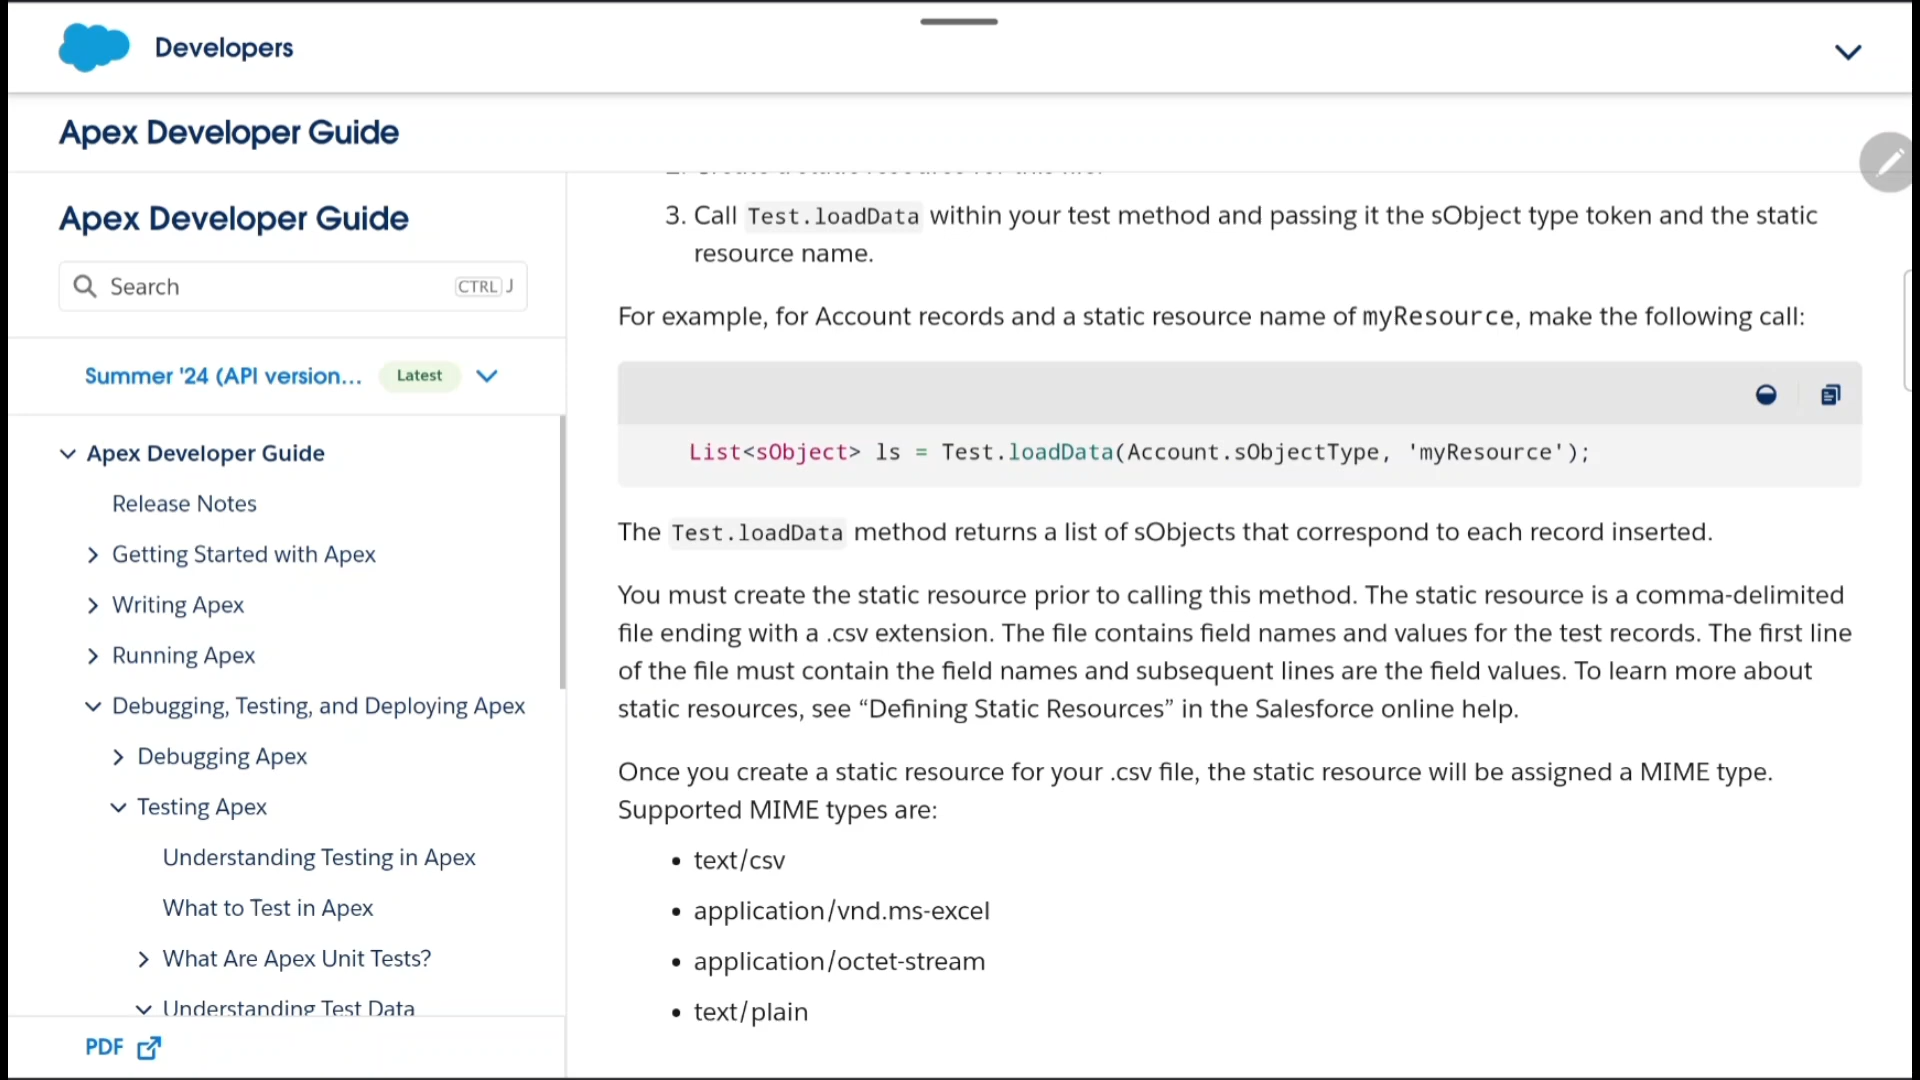 Developers
Apex Developer Guide
Apex Developer Guide
Search CTRL J
Summer '24 (API version... Latest
Apex Developer Guide
Release Notes
Getting Started with Apex
Writing Apex
Running Apex
Debugging, Testing, and Deploying Apex
Debugging Apex
Testing Apex
Understanding Testing in Apex
What to Test in Apex
What Are Apex Unit Tests?
Understanding Test Data
PDF
3. Call Test.loadData within your test method and passing it the sObject type token and the static
resource name.
For example, for Account records and a static resource name of myResource, make the following call:
List<sObject> ls = Test.loadData(Account.sObjectType, 'myResource');
The Test.loadData method returns a list of sObjects that correspond to each record inserted.
You must create the static resource prior to calling this method. The static resource is a comma-delimited
file ending with a .csv extension. The file contains field names and values for the test records. The first line
of the file must contain the field names and subsequent lines are the field values. To learn more about
static resources, see “Defining Static Resources” in the Salesforce online help.
Once you create a static resource for your .csv file, the static resource will be assigned a MIME type.
Supported MIME types are:
• text/csv
• application/vnd.ms-excel
• application/octet-stream
• text/plain